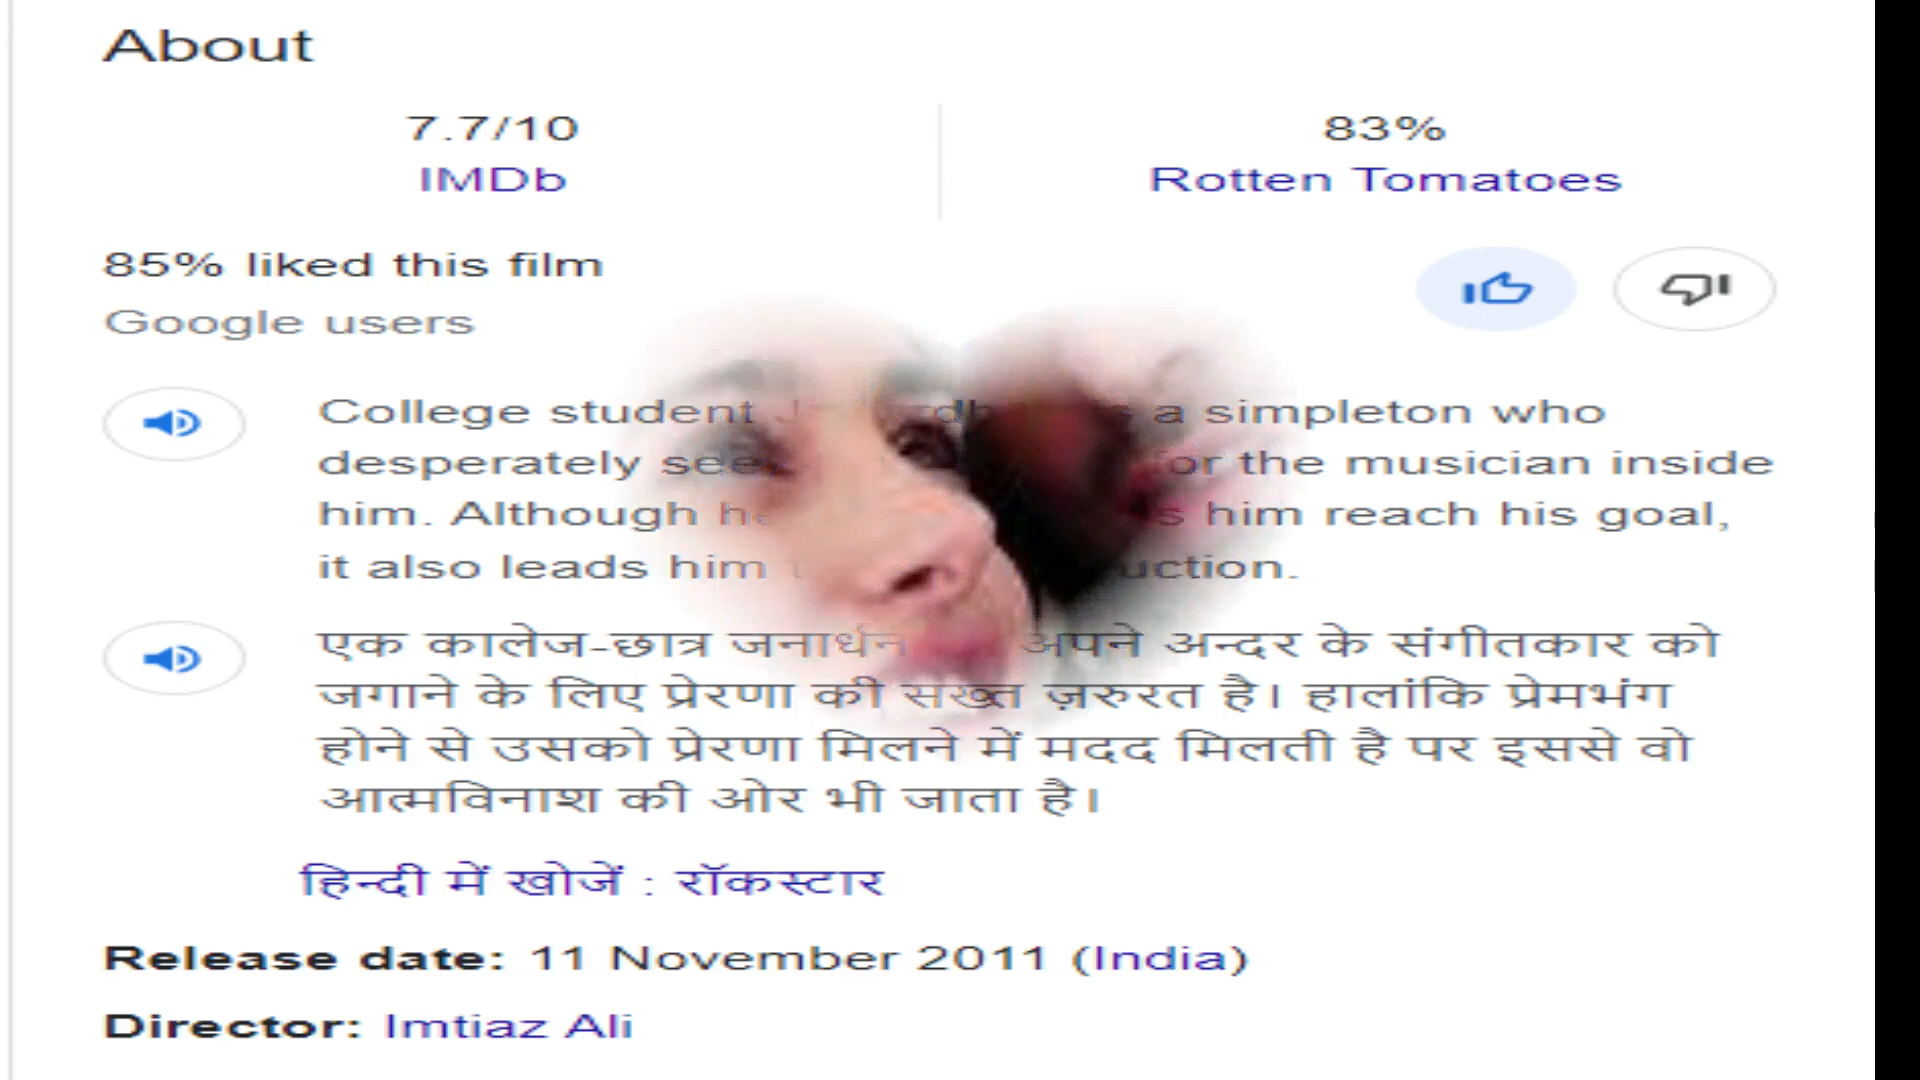 About
7.7/10
IMDb
83%
Rotten Tomatoes
85% liked this film
Google users
College student a simpleton who
desperately for the musician inside
him. Although him reach his goal,
it also leads him
एक कालेज-छात्र जनार्धन अपने अन्दर के संगीतकार को
जगाने के लिए प्रेरणा की सख्त ज़रुरत है। हालांकि प्रेमभंग
होने से उसको प्रेरणा मिलने में मदद मिलती है पर इससे वो
आत्मविनाश की ओर भी जाता है।
हिन्दी में खोजें : रॉकस्टार
Release date: 11 November 2011 (India)
Director: Imtiaz Ali